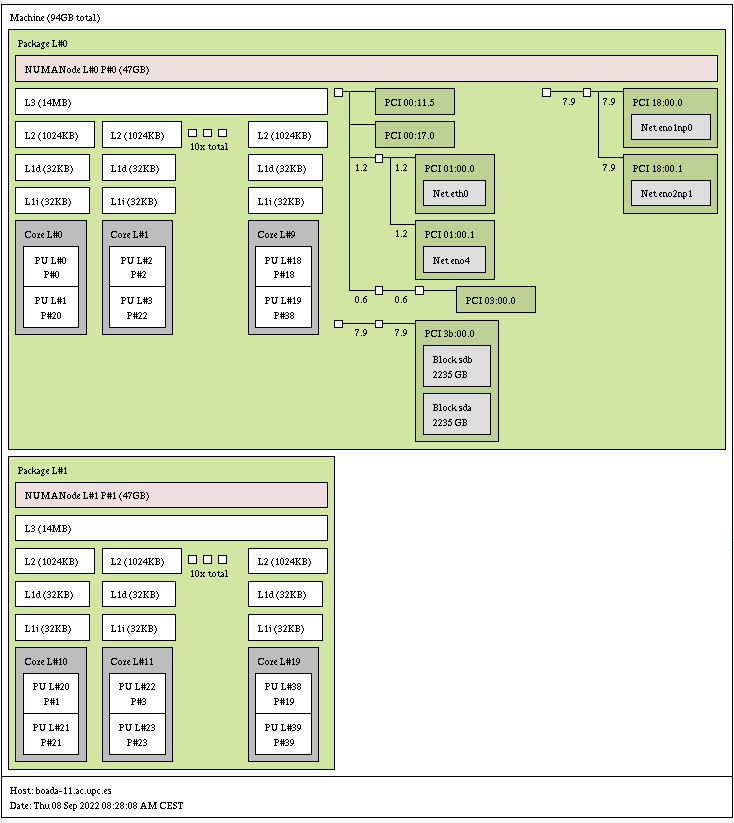 Machine (94GB total)
Package L#0
NUMANode L#0 P#0 (47GB)
L3 (14MB)
L2 (1024KB)
L2 (1024KB)
10x total
L2 (1024KB)
L1d (32KB)
L1d (32KB)
L1d (32KB)
L1i (32KB)
L1i (32KB)
L1i (32KB)
Core L#0
PU L#0
P#0
PU L#1
P#20
Core L#1
PU L#2
P#2
PU L#3
P#22
Core L#9
PU L#18
P#18
PU L#19
P#38
PCI 00:11.5
PCI 00:17.0
1.2
1.2
PCI 01:00.0
Net eth0
1.2
PCI 01:00.1
Net eno4
0.6
0.6
PCI 03:00.0
7.9
7.9
PCI 3b:00.0
Block sdb
2235 GB
Block sda
2235 GB
7.9
7.9
PCI 18:00.0
Net eno1np0
7.9
PCI 18:00.1
Net eno2np1
Package L#1
NUMANode L#1 P#1 (47GB)
L3 (14MB)
L2 (1024KB)
L2 (1024KB)
10x total
L2 (1024KB)
L1d (32KB)
L1d (32KB)
L1d (32KB)
L1i (32KB)
L1i (32KB)
L1i (32KB)
Core L#10
PU L#20
P#1
PU L#21
P#21
Core L#11
PU L#22
P#3
PU L#23
P#23
Core L#19
PU L#38
P#19
PU L#39
P#39
Host: boada-11.ac.upc.es
Date: Thu 08 Sep 2022 08:28:08 AM CEST